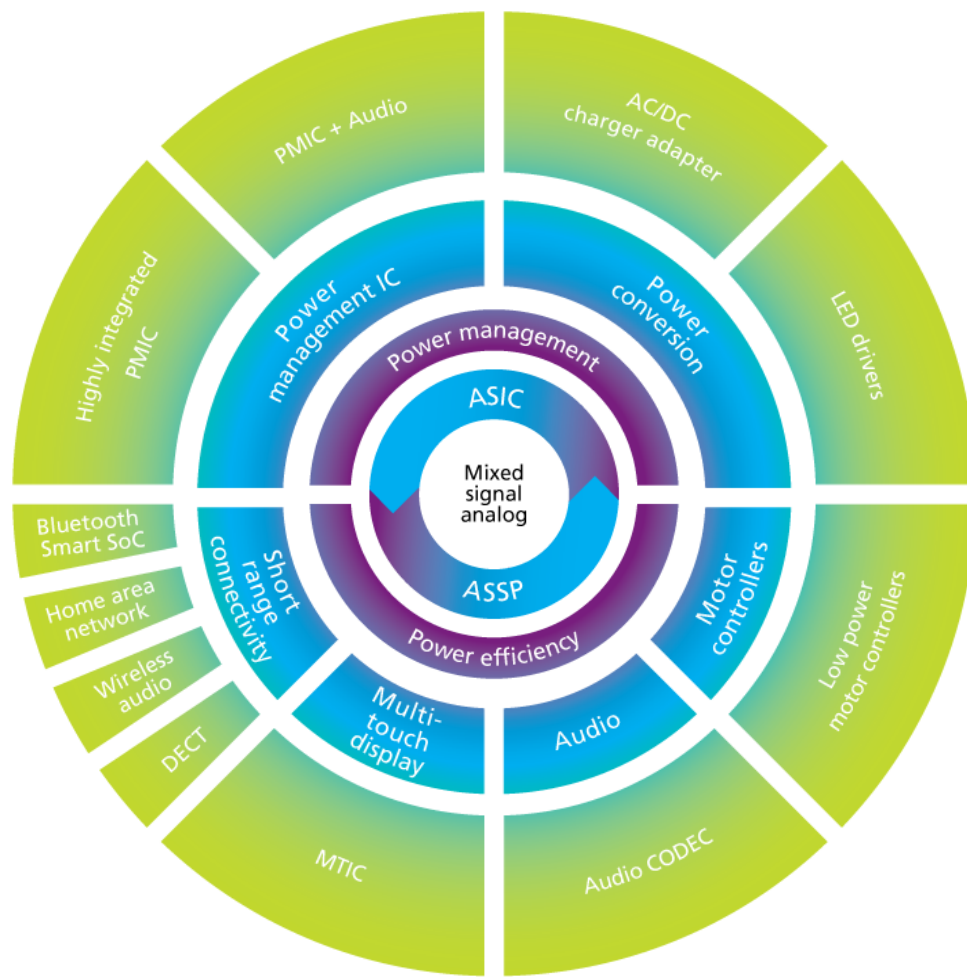 PMIC + Audio
AC/DC
charger adapter
Highly integrated
PMIC
LED drivers
Power
management IC
Power
conversion
Power management
ASIC
Mixed
signal
analog
ASSP
Power efficiency
Bluetooth
Smart SoC
Home area
network
Wireless
audio
DECT
Short
range
connectivity
Motor
controllers
Low power
motor controllers
Multi-
touch
display
Audio
MTIC
Audio CODEC